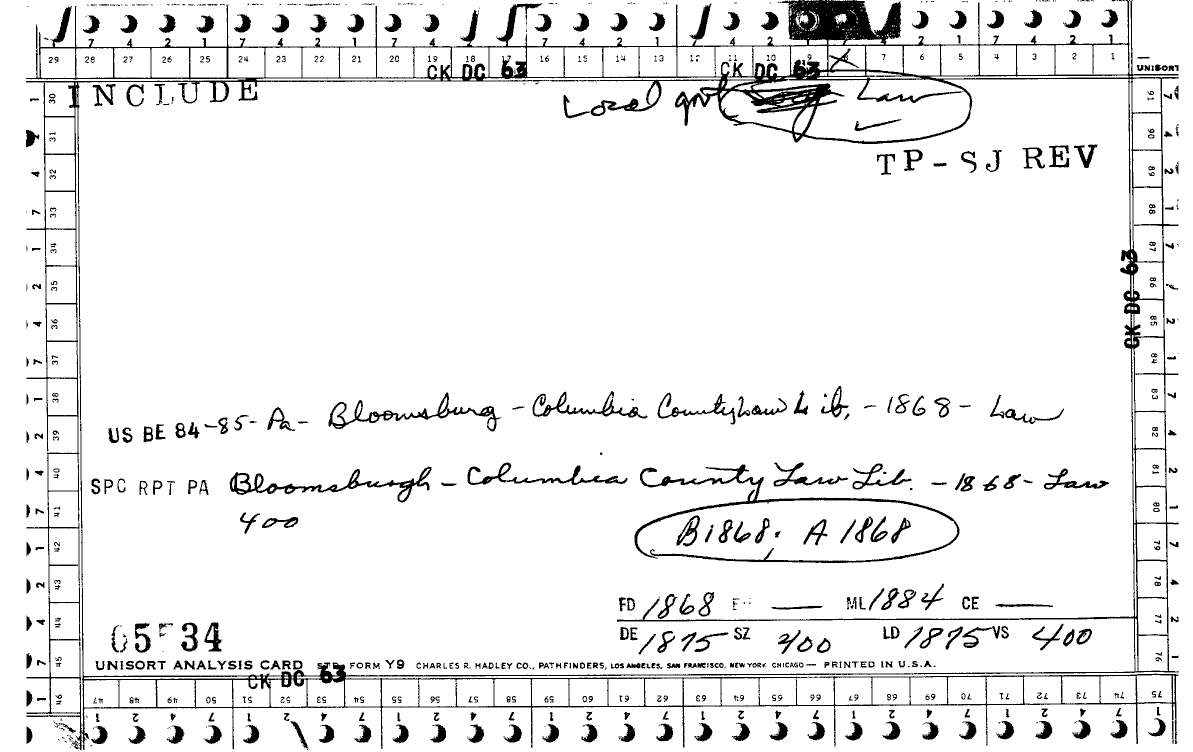 7 4 2 1 7 4 2 1 7 4 2 1 7 4 2 1 7 4 2 1 7 4 2 1
29 28 27 26 25 24 23 22 21 20 19 18 17 16 15 14 13 12 11 10 9 8 7 6 5 4 3 2 1 UNISORT
CK DC 63 CK DC 63
INCLUDE
Local govt Law
TP-SJ REV
CK DC 63
US BE 84-85-Pa- Bloomsburg - Columbia County Law Lib. - 1868 - Law
SPC RPT PA Bloomsburgh - Columbia County Law Lib. - 1868 - Law
400
B1868; A 1868
FD 1868 — ML 1884 CE —
DE 1875 SZ 400 LD 1875 VS 400
34
UNISORT ANALYSIS CARD FORM Y9 CHARLES R. HADLEY CO., PATHFINDERS, LOS ANGELES, SAN FRANCISCO, NEW YORK CHICAGO — PRINTED IN U.S.A.
CK DC 63
30 31 32 33 34 35 36 37 38 39 40 41 42 43 44 45 46
91 90 89 88 87 86 85 84 83 82 81 80 79 78 77 76 75
47 48 49 50 51 52 53 54 55 56 57 58 59 60 61 62 63 64 65 66 67 68 69 70 71 72 73 74